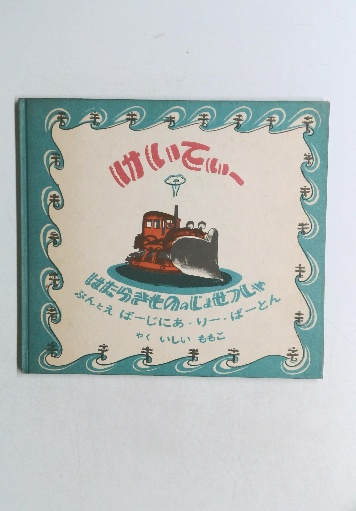 けいてぃー
はたらきもののじょせつしゃ
ぶんとえ ばーじにあ・りー・ばーとん
やく いしい ももこ